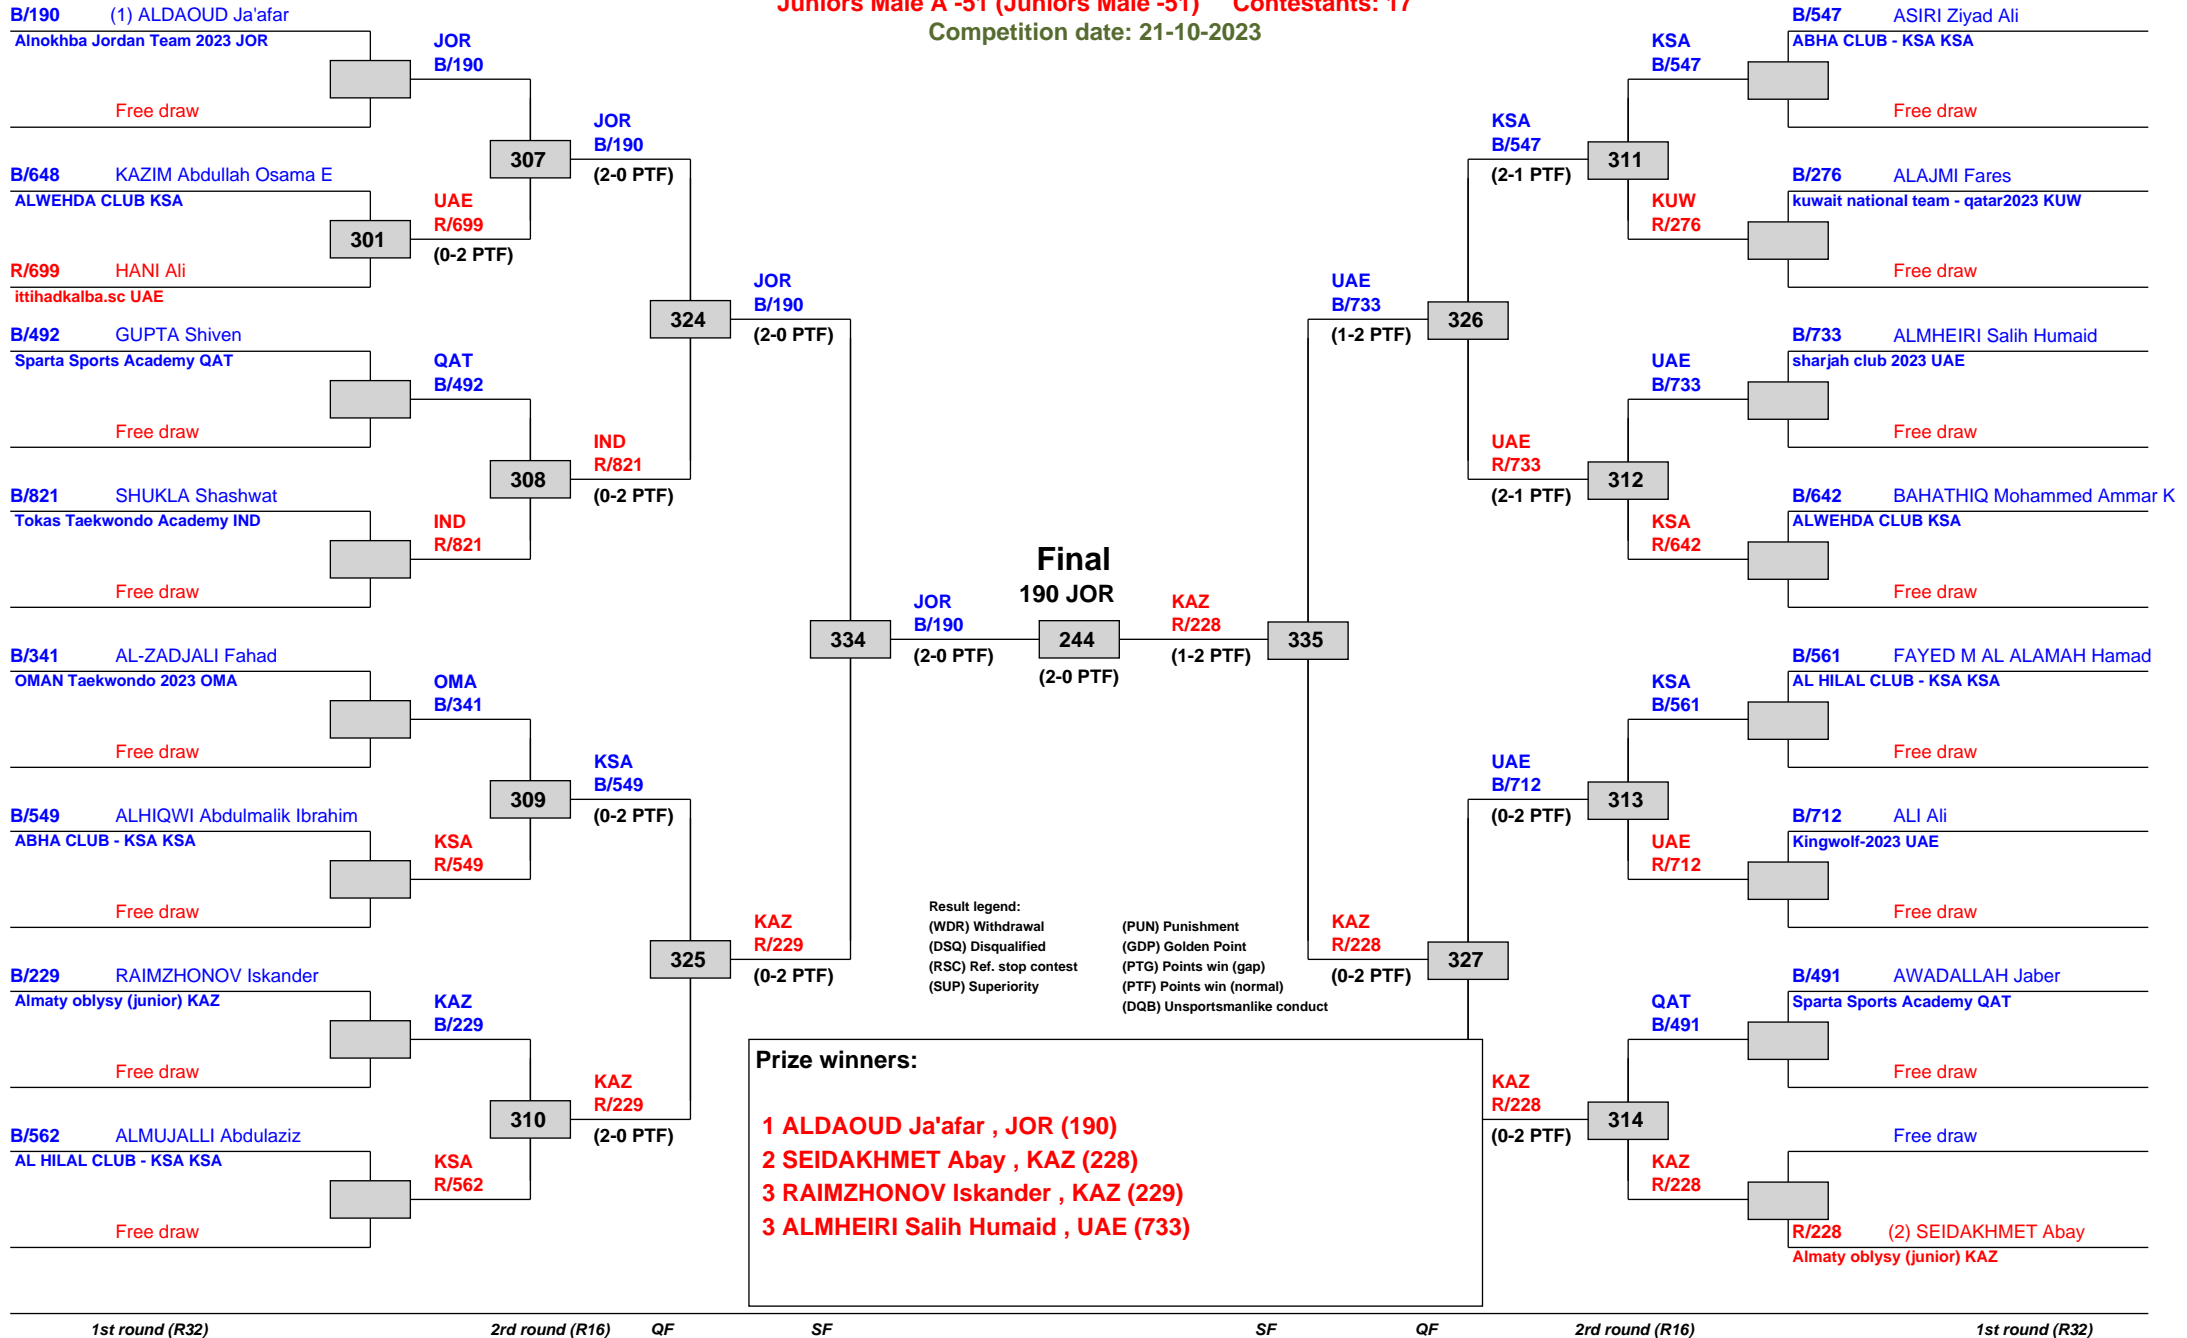 Juniors Male A -51 (Juniors Male -51) Contestants: 17
Competition date: 21-10-2023
B/190 (1) ALDAOUD Ja'afar
Alnokhba Jordan Team 2023 JOR
Free draw
B/648 KAZIM Abdullah Osama E
ALWEHDA CLUB KSA
301
R/699 HANI Ali
ittihadkalba.sc UAE
B/492 GUPTA Shiven
Sparta Sports Academy QAT
Free draw
B/821 SHUKLA Shashwat
Tokas Taekwondo Academy IND
Free draw
B/341 AL-ZADJALI Fahad
OMAN Taekwondo 2023 OMA
Free draw
B/549 ALHIQWI Abdulmalik Ibrahim
ABHA CLUB - KSA KSA
Free draw
B/229 RAIMZHONOV Iskander
Almaty oblysy (junior) KAZ
Free draw
B/562 ALMUJALLI Abdulaziz
AL HILAL CLUB - KSA KSA
Free draw
JOR
B/190
307
UAE
R/699
(0-2 PTF)
QAT
B/492
308
IND
R/821
OMA
B/341
309
KSA
R/549
KAZ
B/229
310
KSA
R/562
JOR
B/190
(2-0 PTF)
324
IND
R/821
(0-2 PTF)
KSA
B/549
(0-2 PTF)
325
KAZ
R/229
(2-0 PTF)
JOR
B/190
(2-0 PTF)
334
KAZ
R/229
(0-2 PTF)
JOR
B/190
(2-0 PTF)
Final
190 JOR
244
(2-0 PTF)
KAZ
R/228
(1-2 PTF)
335
UAE
B/733
(1-2 PTF)
326
KAZ
R/228
(0-2 PTF)
327
KSA
B/547
(2-1 PTF)
311
UAE
R/733
(2-1 PTF)
312
UAE
B/712
(0-2 PTF)
313
KAZ
R/228
(0-2 PTF)
314
KSA
B/547
KUW
R/276
UAE
B/733
KSA
R/642
KSA
B/561
UAE
R/712
QAT
B/491
KAZ
R/228
B/547 ASIRI Ziyad Ali
ABHA CLUB - KSA KSA
Free draw
B/276 ALAJMI Fares
kuwait national team - qatar2023 KUW
Free draw
B/733 ALMHEIRI Salih Humaid
sharjah club 2023 UAE
Free draw
B/642 BAHATHIQ Mohammed Ammar K
ALWEHDA CLUB KSA
Free draw
B/561 FAYED M AL ALAMAH Hamad
AL HILAL CLUB - KSA KSA
Free draw
B/712 ALI Ali
Kingwolf-2023 UAE
Free draw
B/491 AWADALLAH Jaber
Sparta Sports Academy QAT
Free draw
Free draw
R/228 (2) SEIDAKHMET Abay
Almaty oblysy (junior) KAZ
Result legend:
(WDR) Withdrawal (PUN) Punishment
(DSQ) Disqualified (GDP) Golden Point
(RSC) Ref. stop contest (PTG) Points win (gap)
(SUP) Superiority (PTF) Points win (normal)
(DQB) Unsportsmanlike conduct
Prize winners:
1 ALDAOUD Ja'afar , JOR (190)
2 SEIDAKHMET Abay , KAZ (228)
3 RAIMZHONOV Iskander , KAZ (229)
3 ALMHEIRI Salih Humaid , UAE (733)
1st round (R32) 2rd round (R16) QF SF SF QF 2rd round (R16) 1st round (R32)